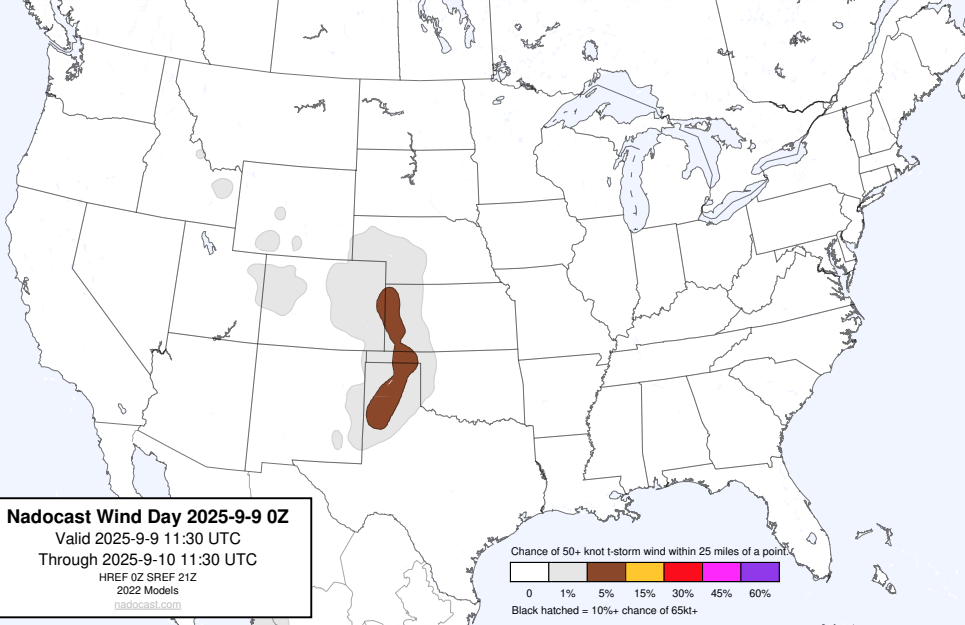 Nadocast Wind Day 2025-9-9 0Z
Valid 2025-9-9 11:30 UTC
Through 2025-9-10 11:30 UTC
HREF 0Z SREF 21Z
2022 Models
nadocast.com
Chance of 50+ knot t-storm wind within 25 miles of a point.
0 1% 5% 15% 30% 45% 60%
Black hatched = 10%+ chance of 65kt+